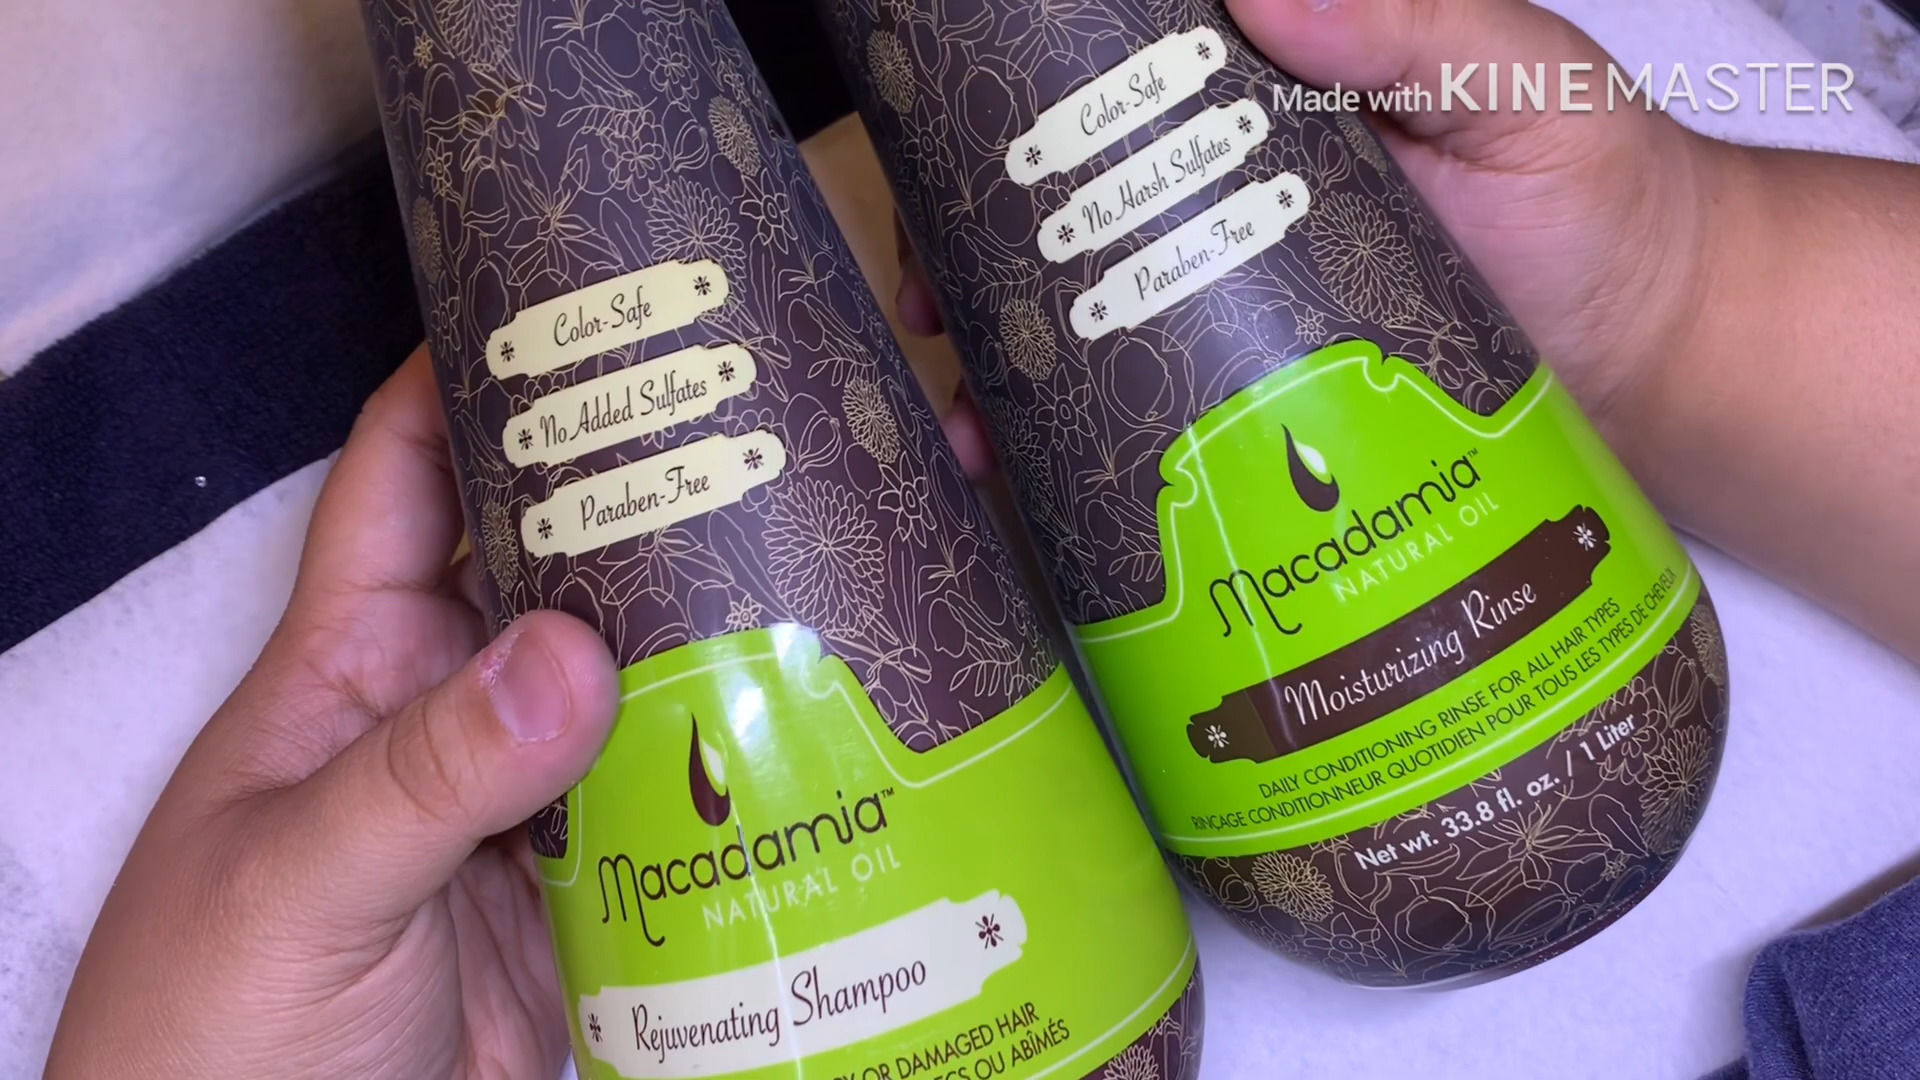 Made with KINEMASTER
Color-Safe
No Added Sulfates
Paraben-Free
Macadamia™
NATURAL OIL
Rejuvenating Shampoo
OR DAMAGED HAIR
OU ABÎMÉS
Color-Safe
No Harsh Sulfates
Paraben-Free
Macadamia™
NATURAL OIL
Moisturizing Rinse
DAILY CONDITIONING RINSE FOR ALL HAIR TYPES
RINÇAGE CONDITIONNEUR QUOTIDIEN POUR TOUS LES TYPES DE CHEVEUX
Net wt. 33.8 fl. oz. / 1 Liter